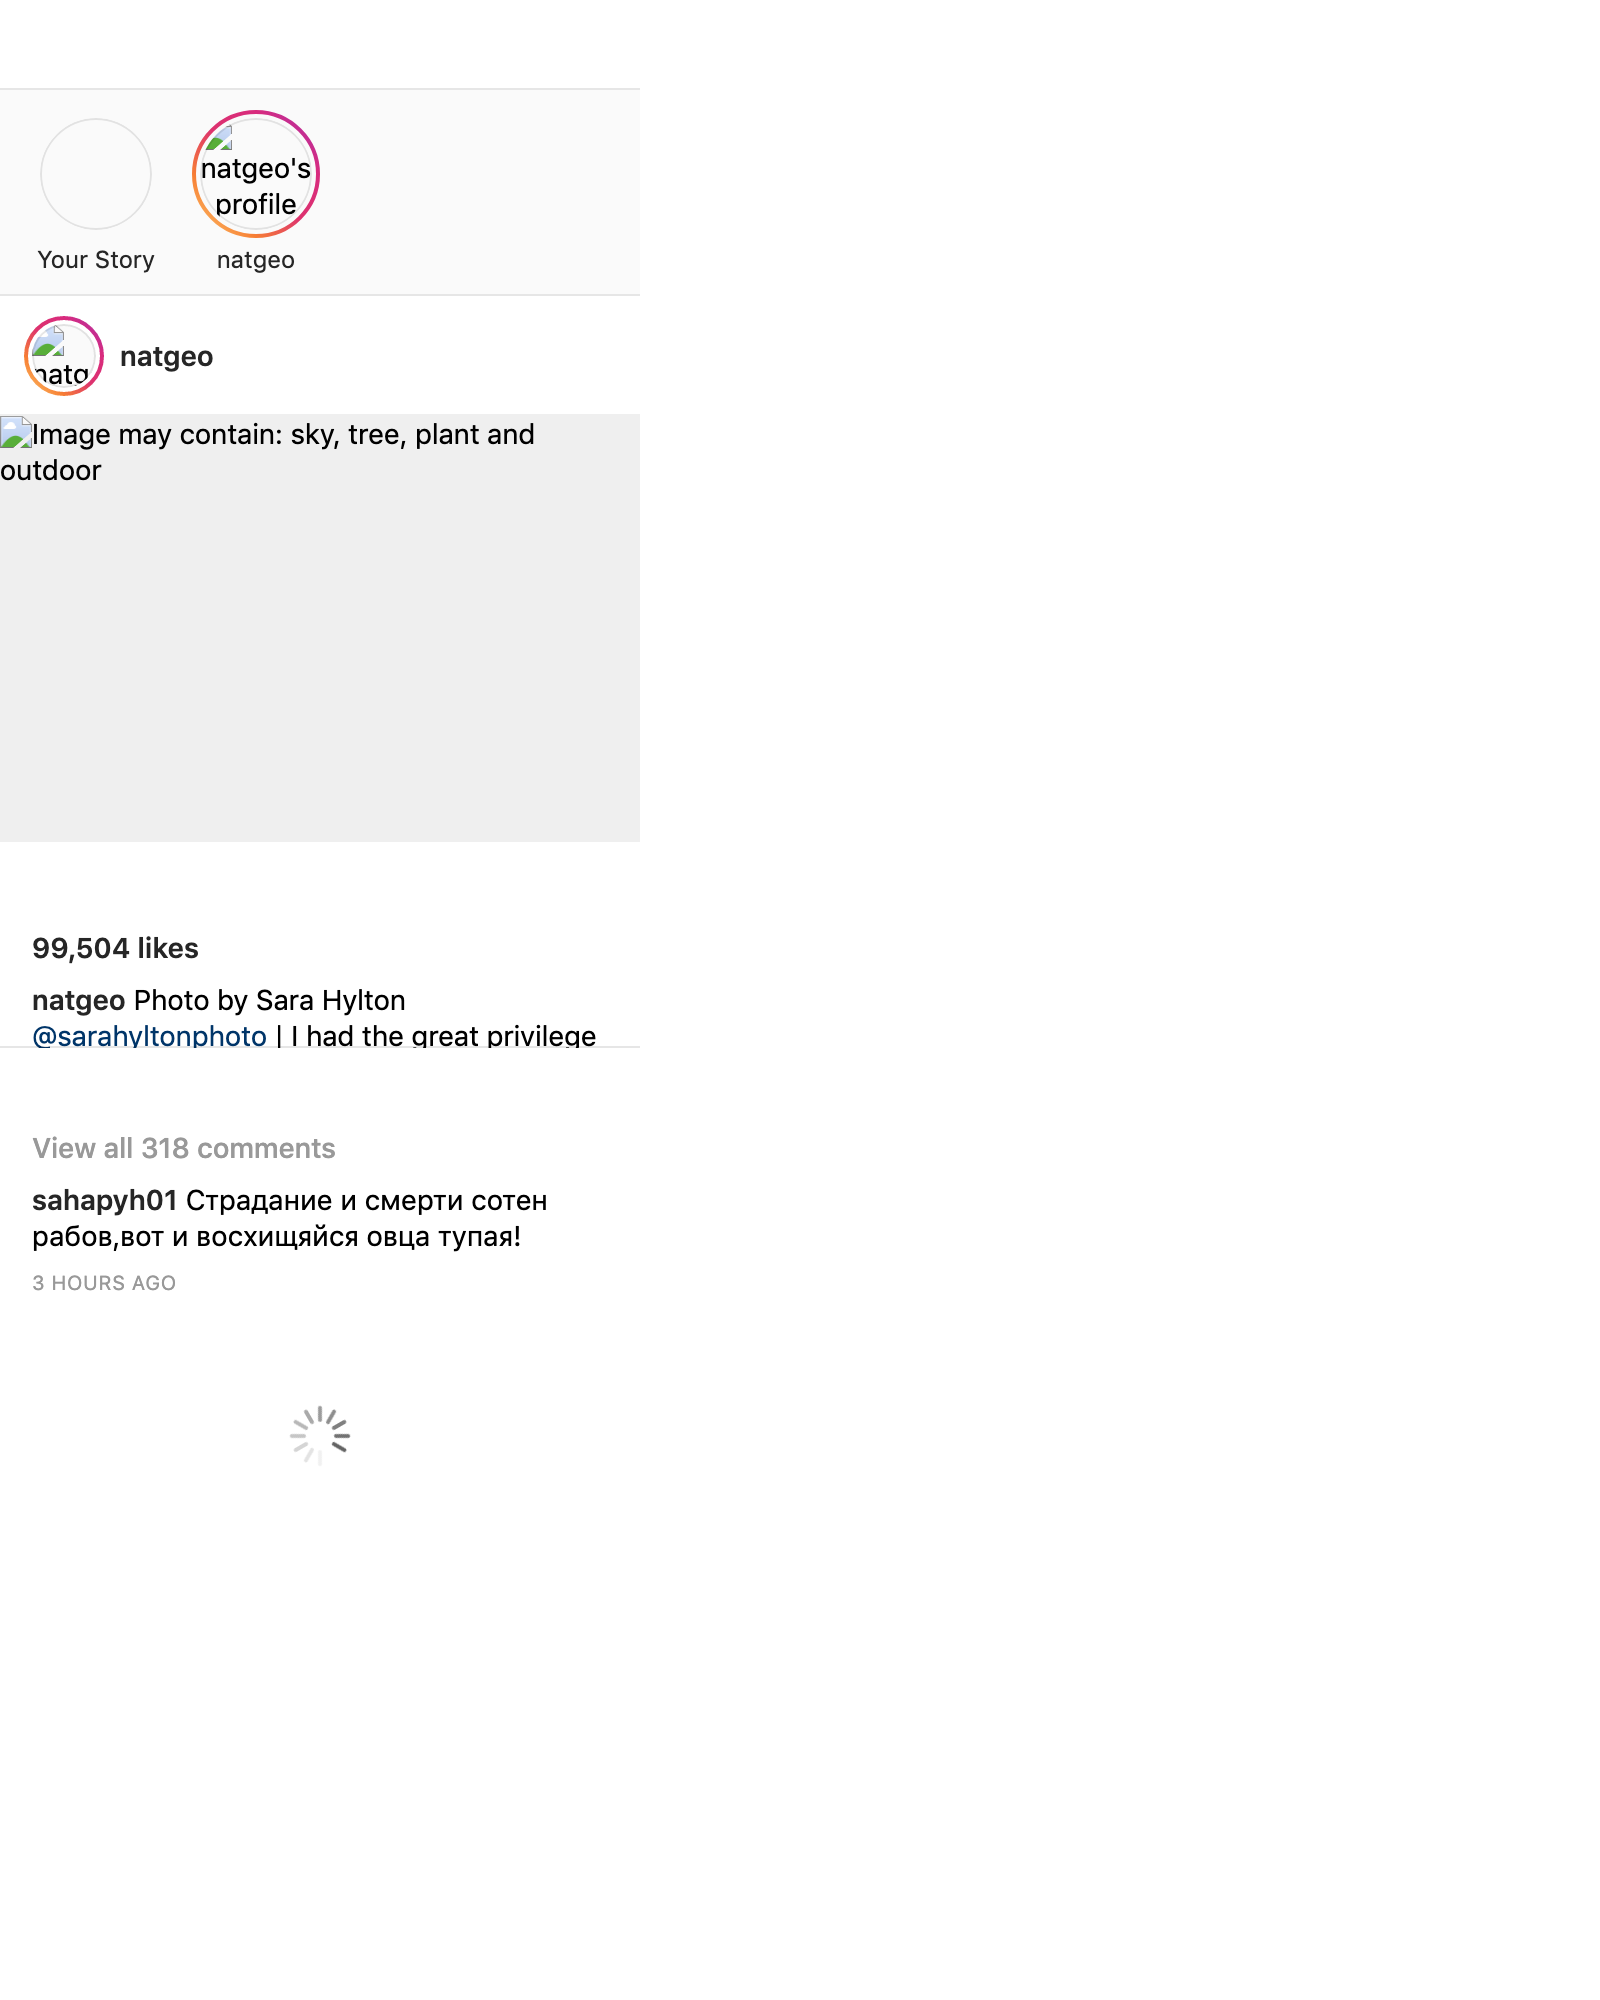 natgeo's
profile
Your Story
natgeo
natg
natgeo
Image may contain: sky, tree, plant and
outdoor
99,504 likes
natgeo Photo by Sara Hylton
@sarahyltonphoto | I had the great privilege
View all 318 comments
sahapyh01 Страдание и смерти сотен
рабов,вот и восхищяйся овца тупая!
3 HOURS AGO